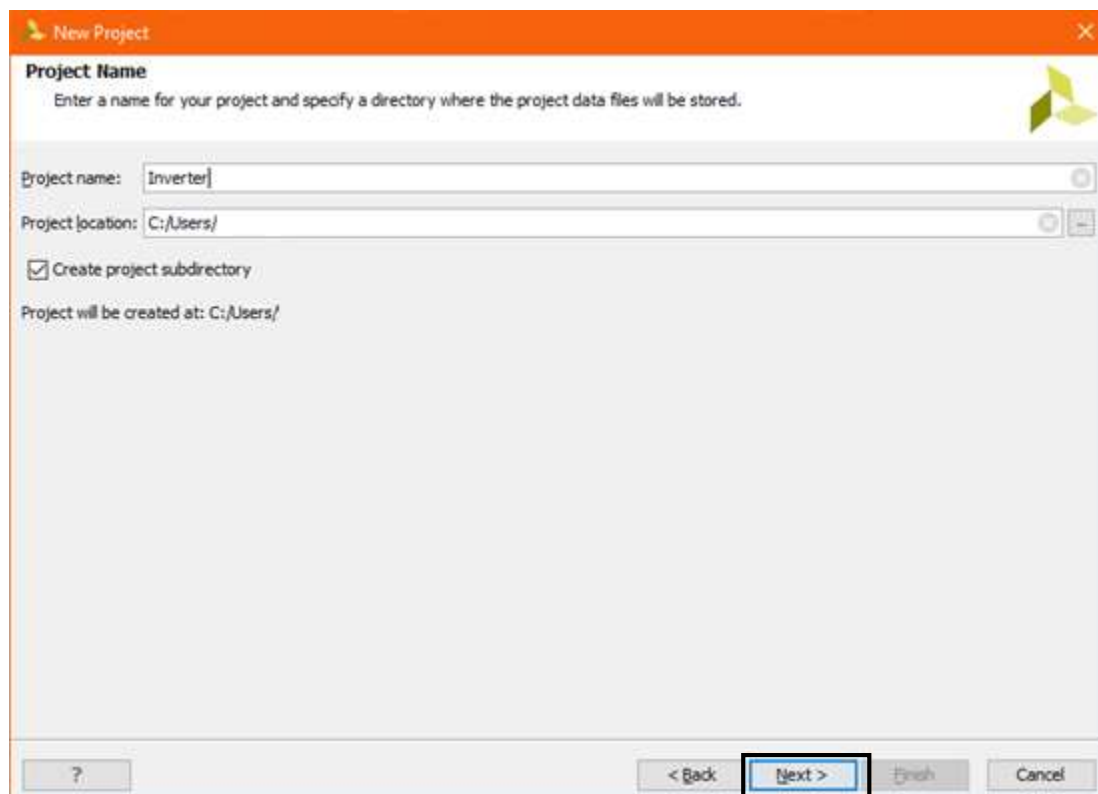 New Project
Project Name
Enter a name for your project and specify a directory where the project data files will be stored.
Project name: Inverter
Project location: C:/Users/
Create project subdirectory
Project will be created at: C:/Users/
? < Back Next > Finish Cancel